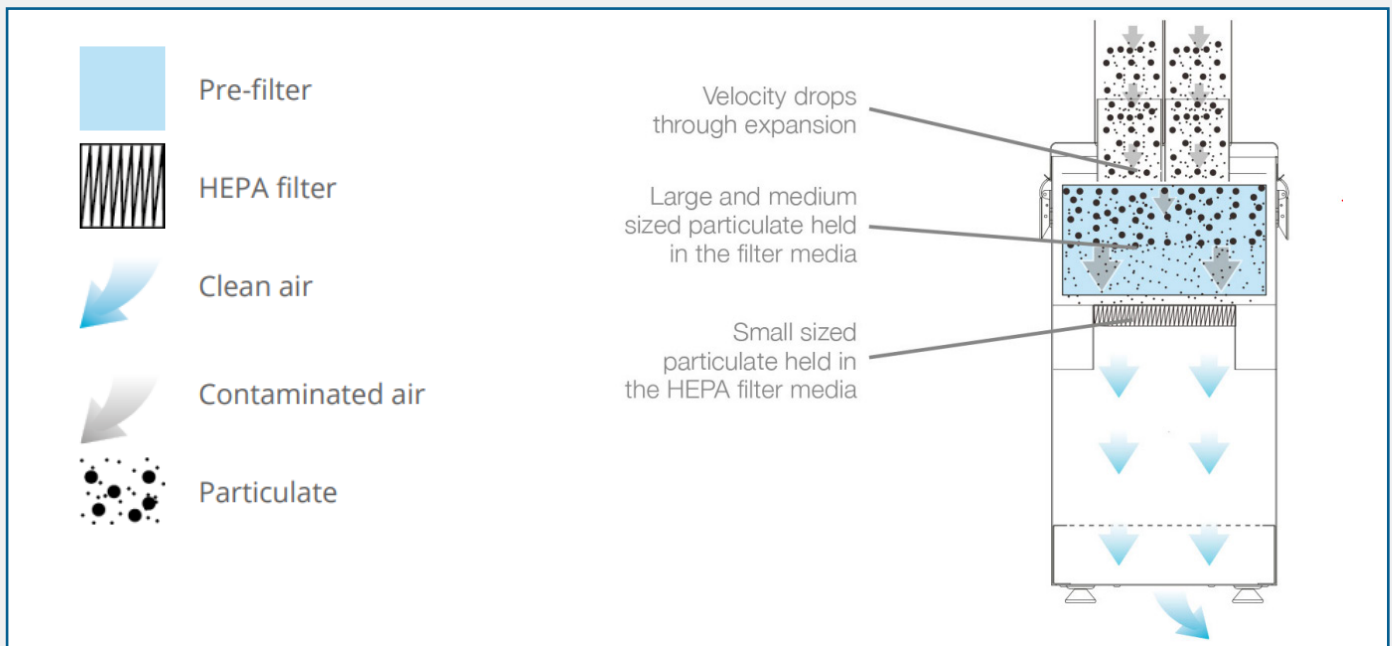 Pre-filter
HEPA filter
Clean air
Contaminated air
Particulate
Velocity drops
through expansion
Large and medium
sized particulate held
in the filter media
Small sized
particulate held in
the HEPA filter media